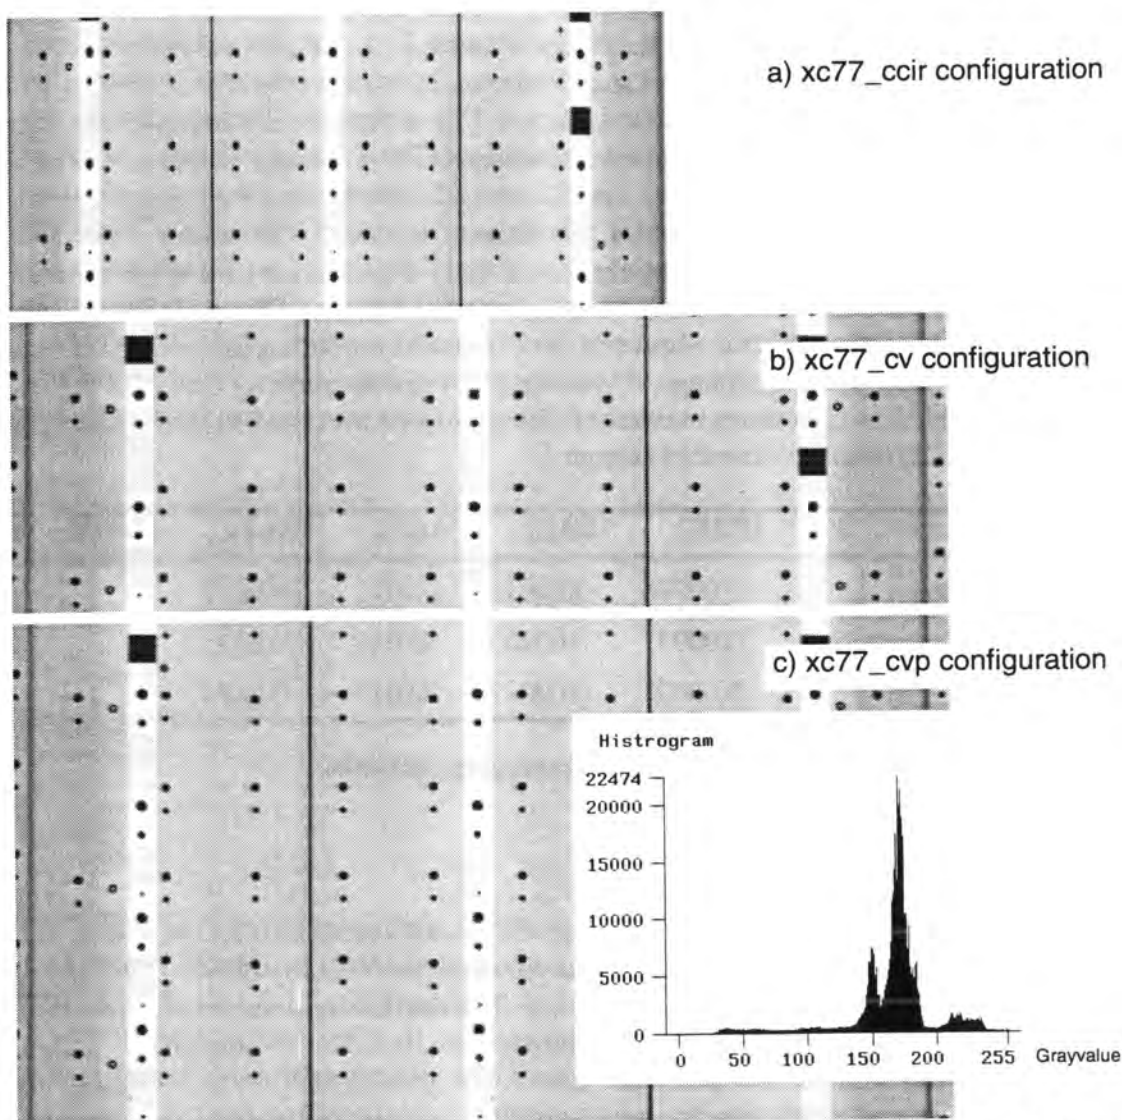 a) xc77_ccir configuration
b) xc77_cv configuration
c) xc77_cvp configuration
Histrogram
22474
20000
15000
10000
5000
0
0 50 100 150 200 255 Grayvalue